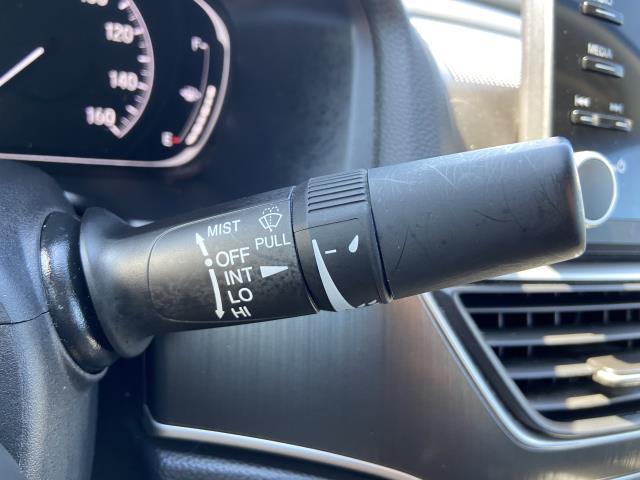 120
140
160
F
E
MEDIA
MIST
PULL
OFF
INT
LO
HI